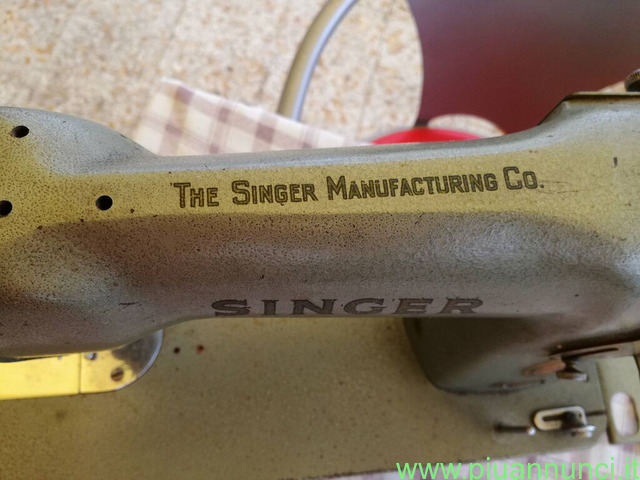 THE SINGER MANUFACTURING CO.
SINGER
www.piuannunci.it